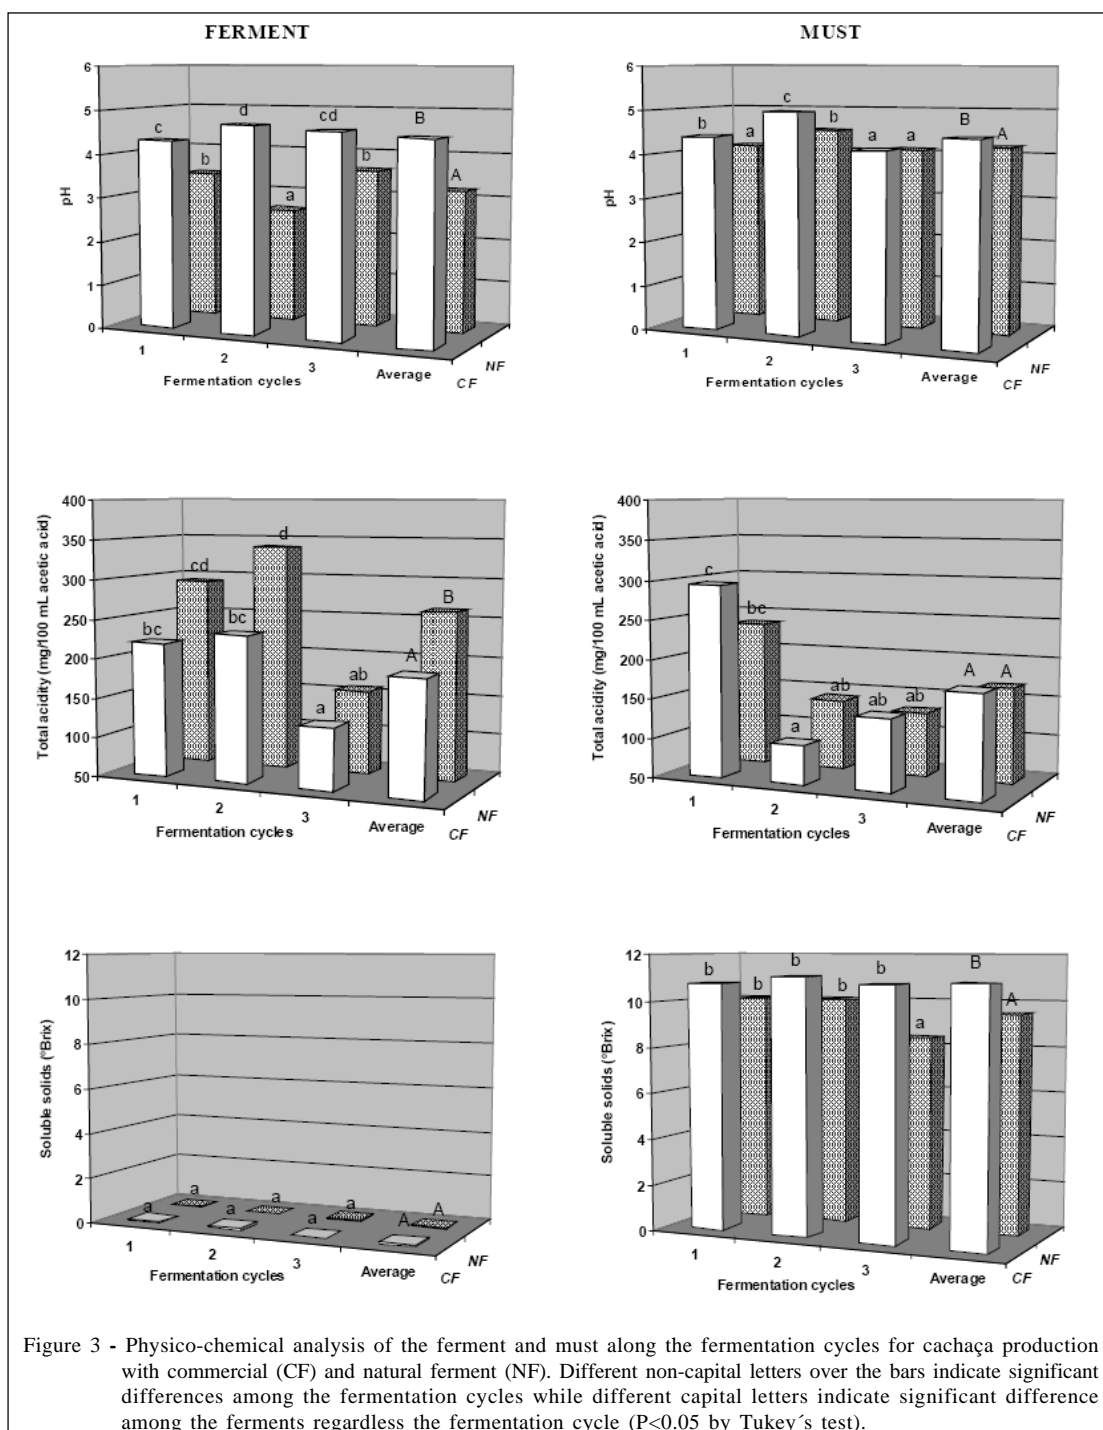 FERMENT
MUST
6
5
4
3
2
1
0
pH
c
b
d
a
cd
b
B
A
1
2
3
Average
Fermentation cycles
CF
NF
6
5
4
3
2
1
0
pH
b
a
c
b
a
a
B
A
1
2
3
Average
Fermentation cycles
CF
NF
400
350
300
250
200
150
100
50
Total acidity (mg/100 mL acetic acid)
bc
cd
bc
d
a
ab
A
B
1
2
3
Average
Fermentation cycles
CF
NF
400
350
300
250
200
150
100
50
Total acidity (mg/100 mL acetic acid)
c
bc
a
ab
ab
ab
A
A
1
2
3
Average
Fermentation cycles
CF
NF
12
10
8
6
4
2
0
Soluble solids (°Brix)
a
a
a
a
a
a
A
A
1
2
3
Average
Fermentation cycles
CF
NF
12
10
8
6
4
2
0
Soluble solids (°Brix)
b
b
b
b
b
a
B
A
1
2
3
Average
Fermentation cycles
CF
NF
Figure 3 - Physico-chemical analysis of the ferment and must along the fermentation cycles for cachaça production
with commercial (CF) and natural ferment (NF). Different non-capital letters over the bars indicate significant
differences among the fermentation cycles while different capital letters indicate significant difference
among the ferments regardless the fermentation cycle (P<0.05 by Tukey´s test).